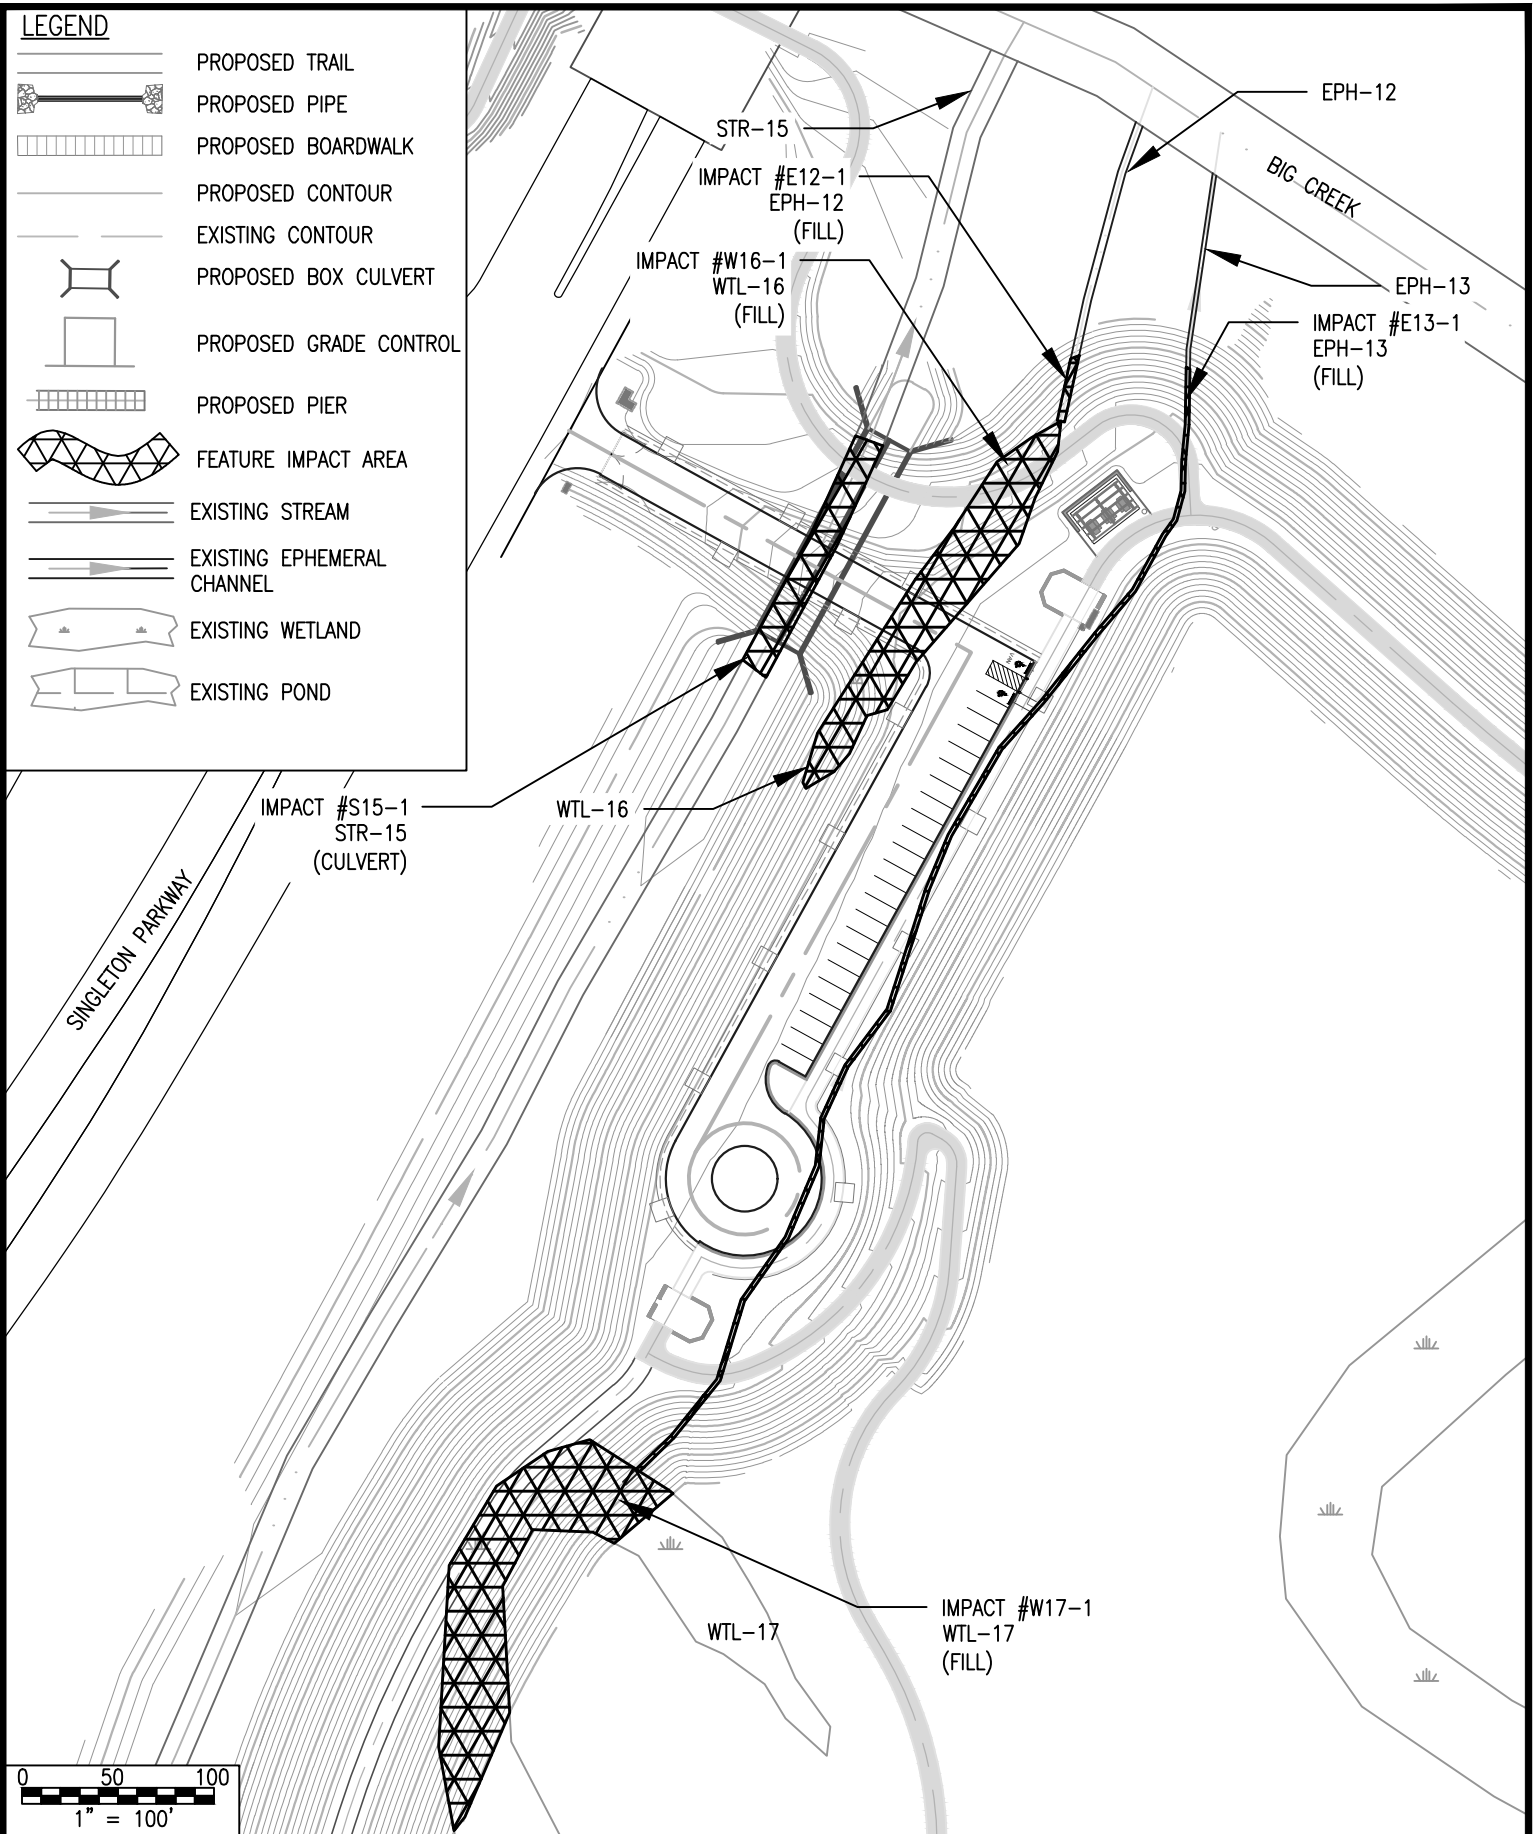 LEGEND
PROPOSED TRAIL
PROPOSED PIPE
PROPOSED BOARDWALK
PROPOSED CONTOUR
EXISTING CONTOUR
PROPOSED BOX CULVERT
PROPOSED GRADE CONTROL
PROPOSED PIER
FEATURE IMPACT AREA
EXISTING STREAM
EXISTING EPHEMERAL
CHANNEL
EXISTING WETLAND
EXISTING POND
STR-15
EPH-12
IMPACT #E12-1
EPH-12
(FILL)
BIG CREEK
IMPACT #W16-1
WTL-16
(FILL)
EPH-13
IMPACT #E13-1
EPH-13
(FILL)
IMPACT #S15-1
STR-15
(CULVERT)
WTL-16
SINGLETON PARKWAY
IMPACT #W17-1
WTL-17
(FILL)
WTL-17
0 50 100
1" = 100'